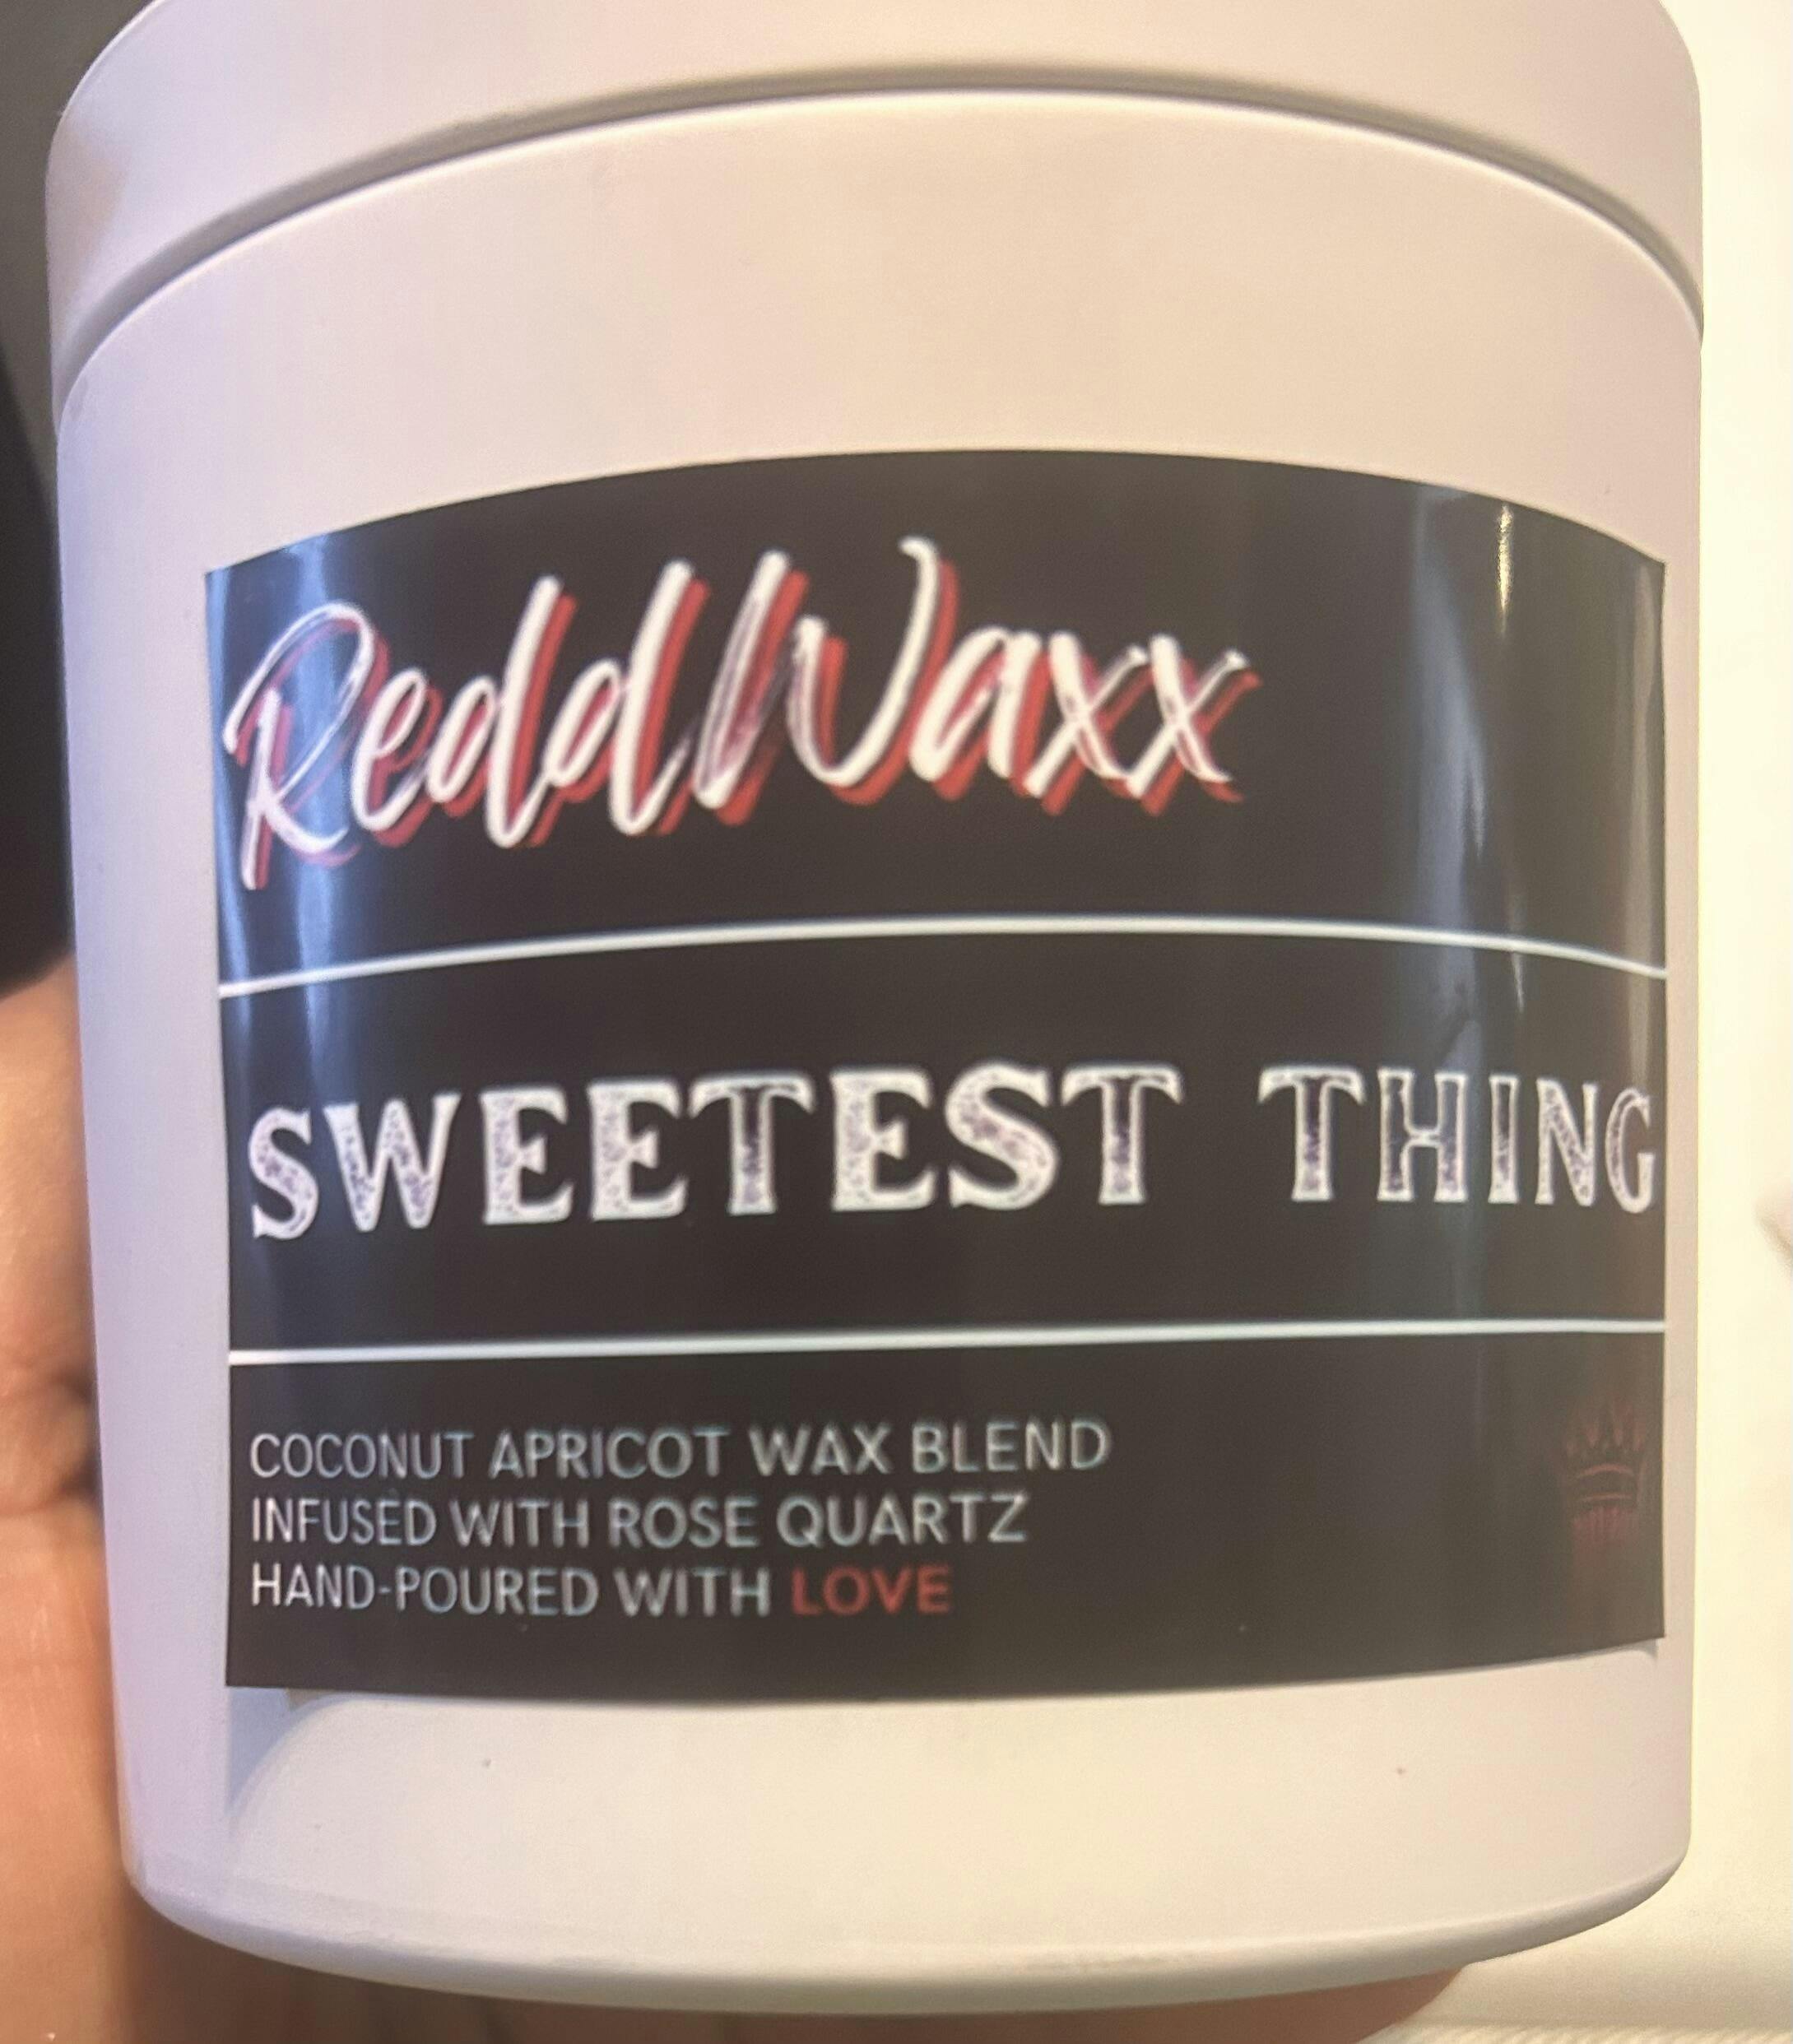 ReddWaxx
SWEETEST THING
COCONUT APRICOT WAX BLEND
INFUSED WITH ROSE QUARTZ
HAND-POURED WITH LOVE